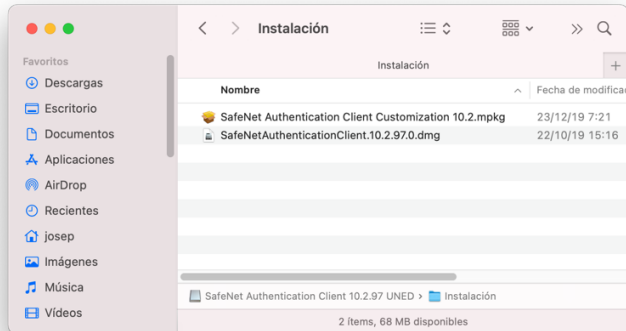 Instalación
Favoritos
Instalación
Descargas
Nombre
Fecha de modifica
Escritorio
SafeNet Authentication Client Customization 10.2.mpkg 23/12/19 7:21
Documentos
SafeNetAuthenticationClient.10.2.97.0.dmg 22/10/19 15:16
Aplicaciones
AirDrop
Recientes
josep
Imágenes
Música
Vídeos
SafeNet Authentication Client 10.2.97 UNED › Instalación
2 ítems, 68 MB disponibles